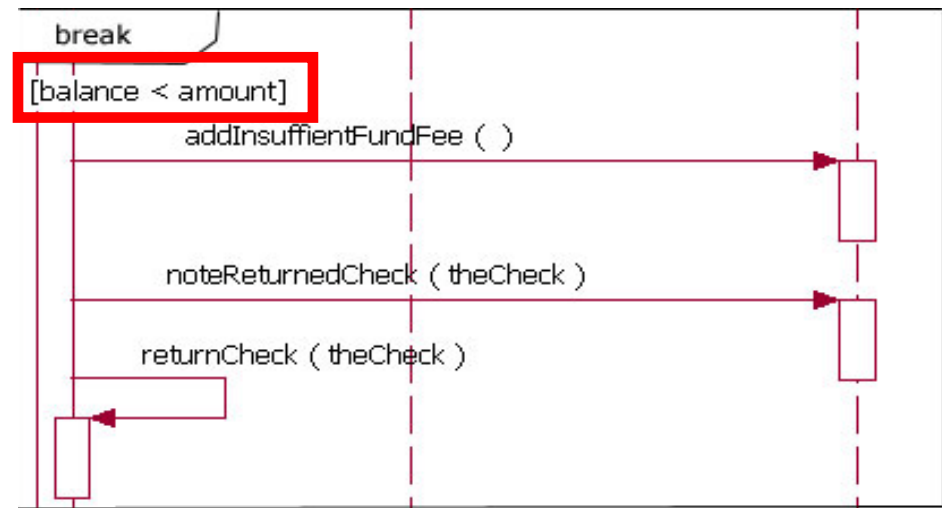 break
[balance < amount]
addInsuffientFundFee ( )
noteReturnedCheck ( theCheck )
returnCheck ( theCheck )